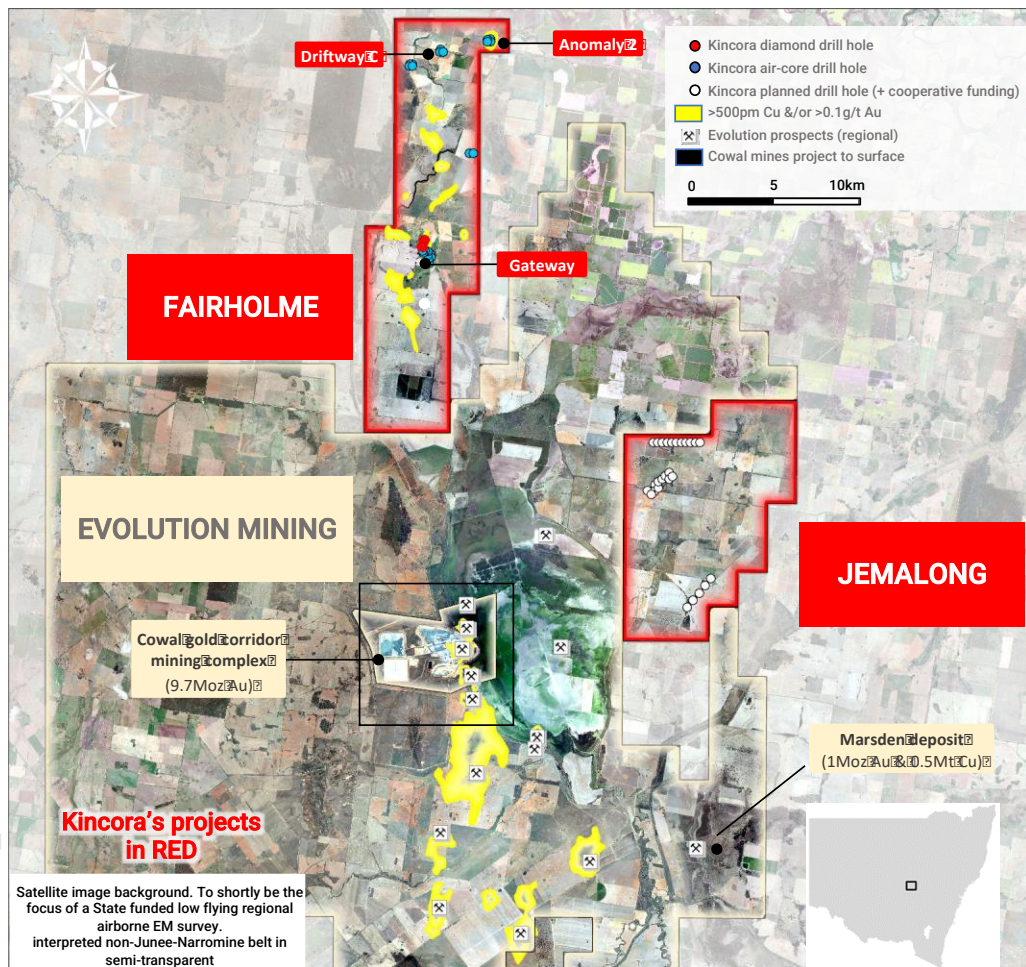 Driftway C
Anomaly 2
Kincora diamond drill hole
Kincora air-core drill hole
Kincora planned drill hole (+ cooperative funding)
>500pm Cu &/or >0.1g/t Au
Evolution prospects (regional)
Cowal mines project to surface
0 5 10km
Gateway
FAIRHOLME
EVOLUTION MINING
JEMALONG
Cowal gold corridor
mining complex
(9.7Moz Au)
Marsden deposit
(1Moz Au & 0.5Mt Cu)
Kincora's projects
in RED
Satellite image background. To shortly be the
focus of a State funded low flying regional
airborne EM survey.
interpreted non-Junee-Narromine belt in
semi-transparent